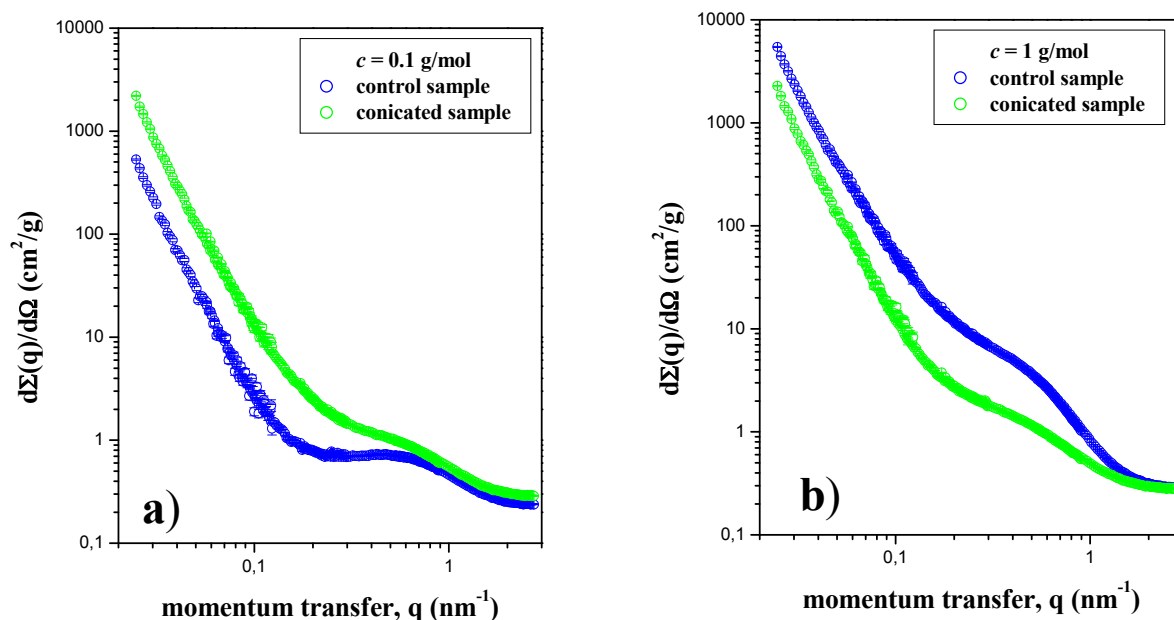 10000
1000
100
10
1
0,1
0,1
1
dΣ(q)/dΩ (cm²/g)
momentum transfer, q (nm⁻¹)
c = 0.1 g/mol
control sample
conicated sample
a)
10000
1000
100
10
1
0,1
0,1
1
dΣ(q)/dΩ (cm²/g)
momentum transfer, q (nm⁻¹)
c = 1 g/mol
control sample
conicated sample
b)